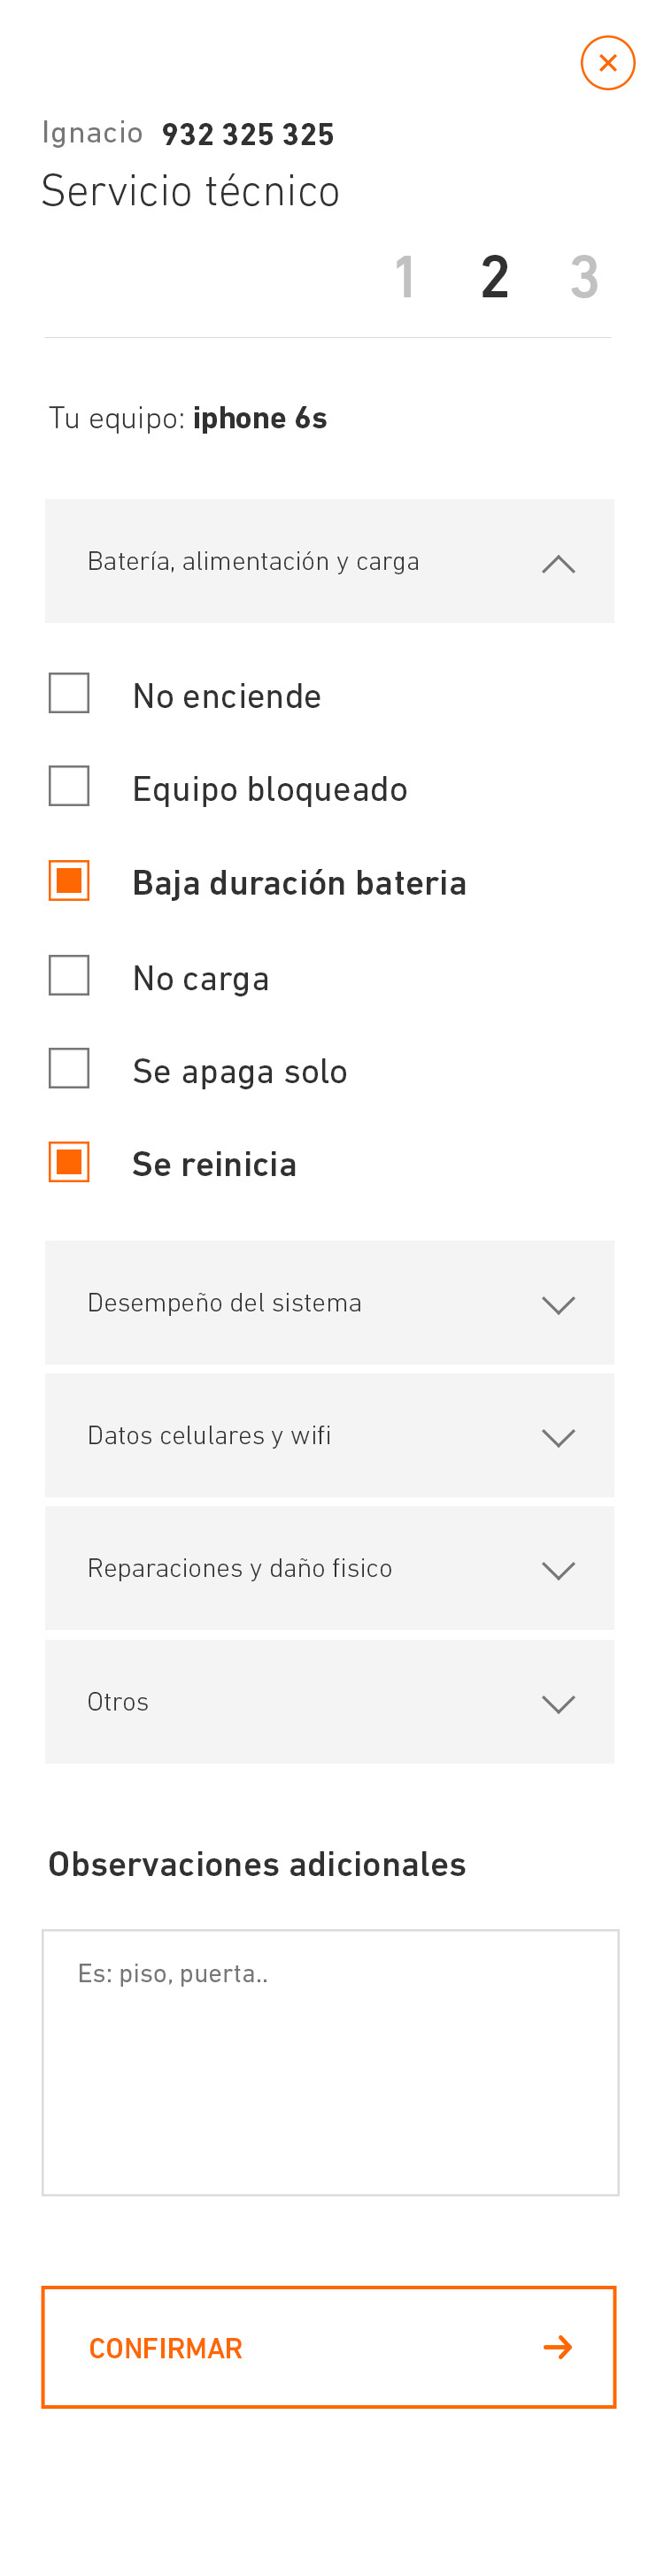 Ignacio 932 325 325
Servicio técnico
1 2 3
Tu equipo: iphone 6s
Batería, alimentación y carga
No enciende
Equipo bloqueado
Baja duración bateria
No carga
Se apaga solo
Se reinicia
Desempeño del sistema
Datos celulares y wifi
Reparaciones y daño fisico
Otros
Observaciones adicionales
Es: piso, puerta..
CONFIRMAR